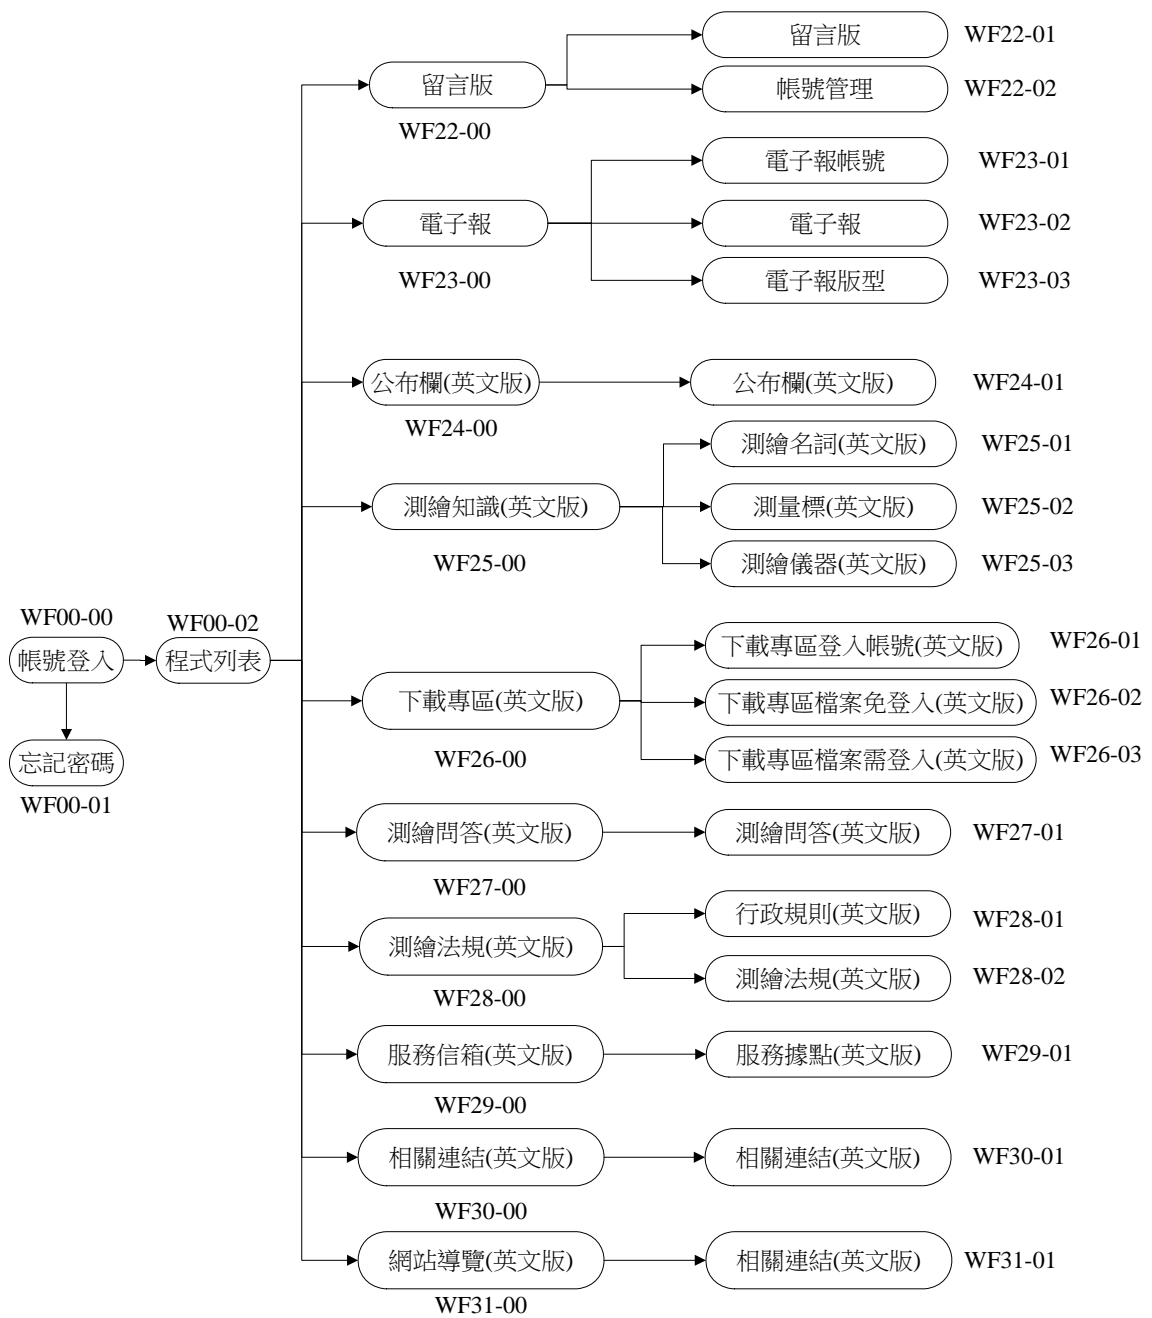 留言版
WF22-01
留言版
帳號管理
WF22-02
WF22-00
電子報帳號
WF23-01
電子報
電子報
WF23-02
WF23-00
電子報版型
WF23-03
公布欄(英文版)
公布欄(英文版)
WF24-01
WF24-00
測繪名詞(英文版)
WF25-01
測繪知識(英文版)
測量標(英文版)
WF25-02
WF25-00
測繪儀器(英文版)
WF25-03
WF00-00
WF00-02
帳號登入
程式列表
下載專區登入帳號(英文版)
WF26-01
下載專區(英文版)
下載專區檔案免登入(英文版)
WF26-02
忘記密碼
WF26-00
下載專區檔案需登入(英文版)
WF26-03
WF00-01
測繪問答(英文版)
測繪問答(英文版)
WF27-01
WF27-00
行政規則(英文版)
WF28-01
測繪法規(英文版)
測繪法規(英文版)
WF28-02
WF28-00
服務信箱(英文版)
服務據點(英文版)
WF29-01
WF29-00
相關連結(英文版)
相關連結(英文版)
WF30-01
WF30-00
網站導覽(英文版)
相關連結(英文版)
WF31-01
WF31-00